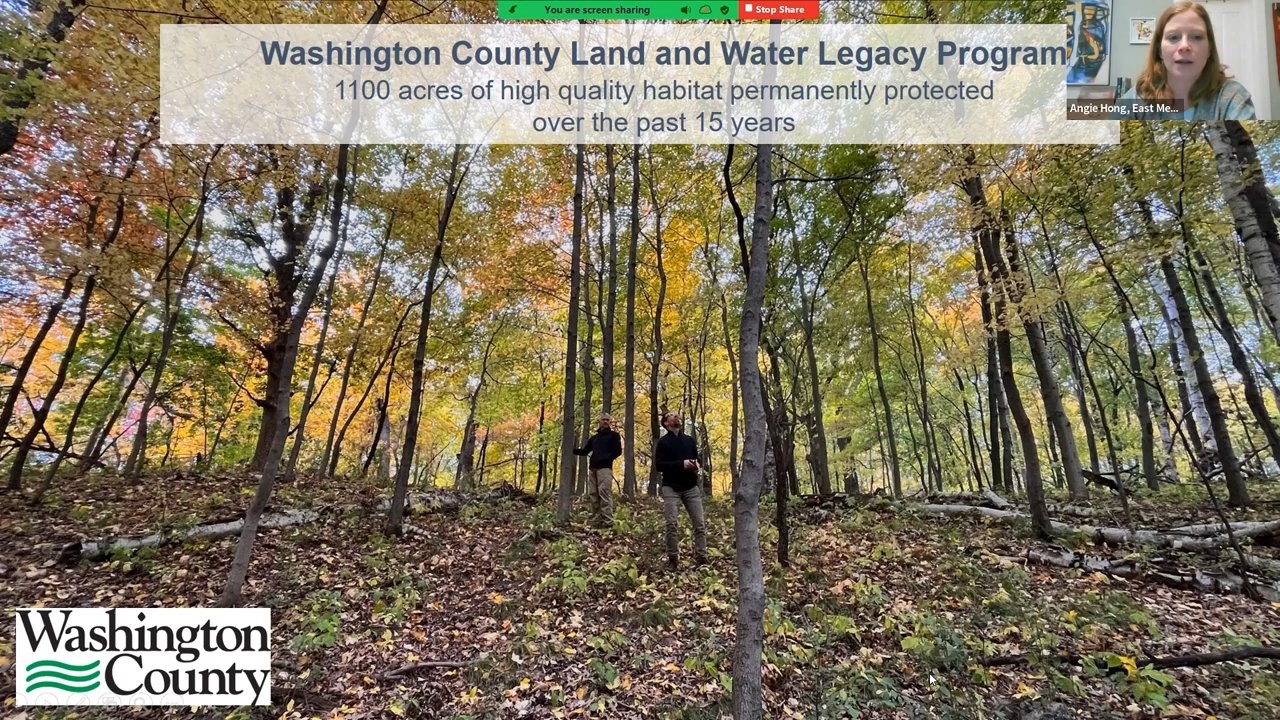 You are screen sharing
Stop Share
Washington County Land and Water Legacy Program
1100 acres of high quality habitat permanently protected
over the past 15 years
Angie Hong, East Me...
Washington
County